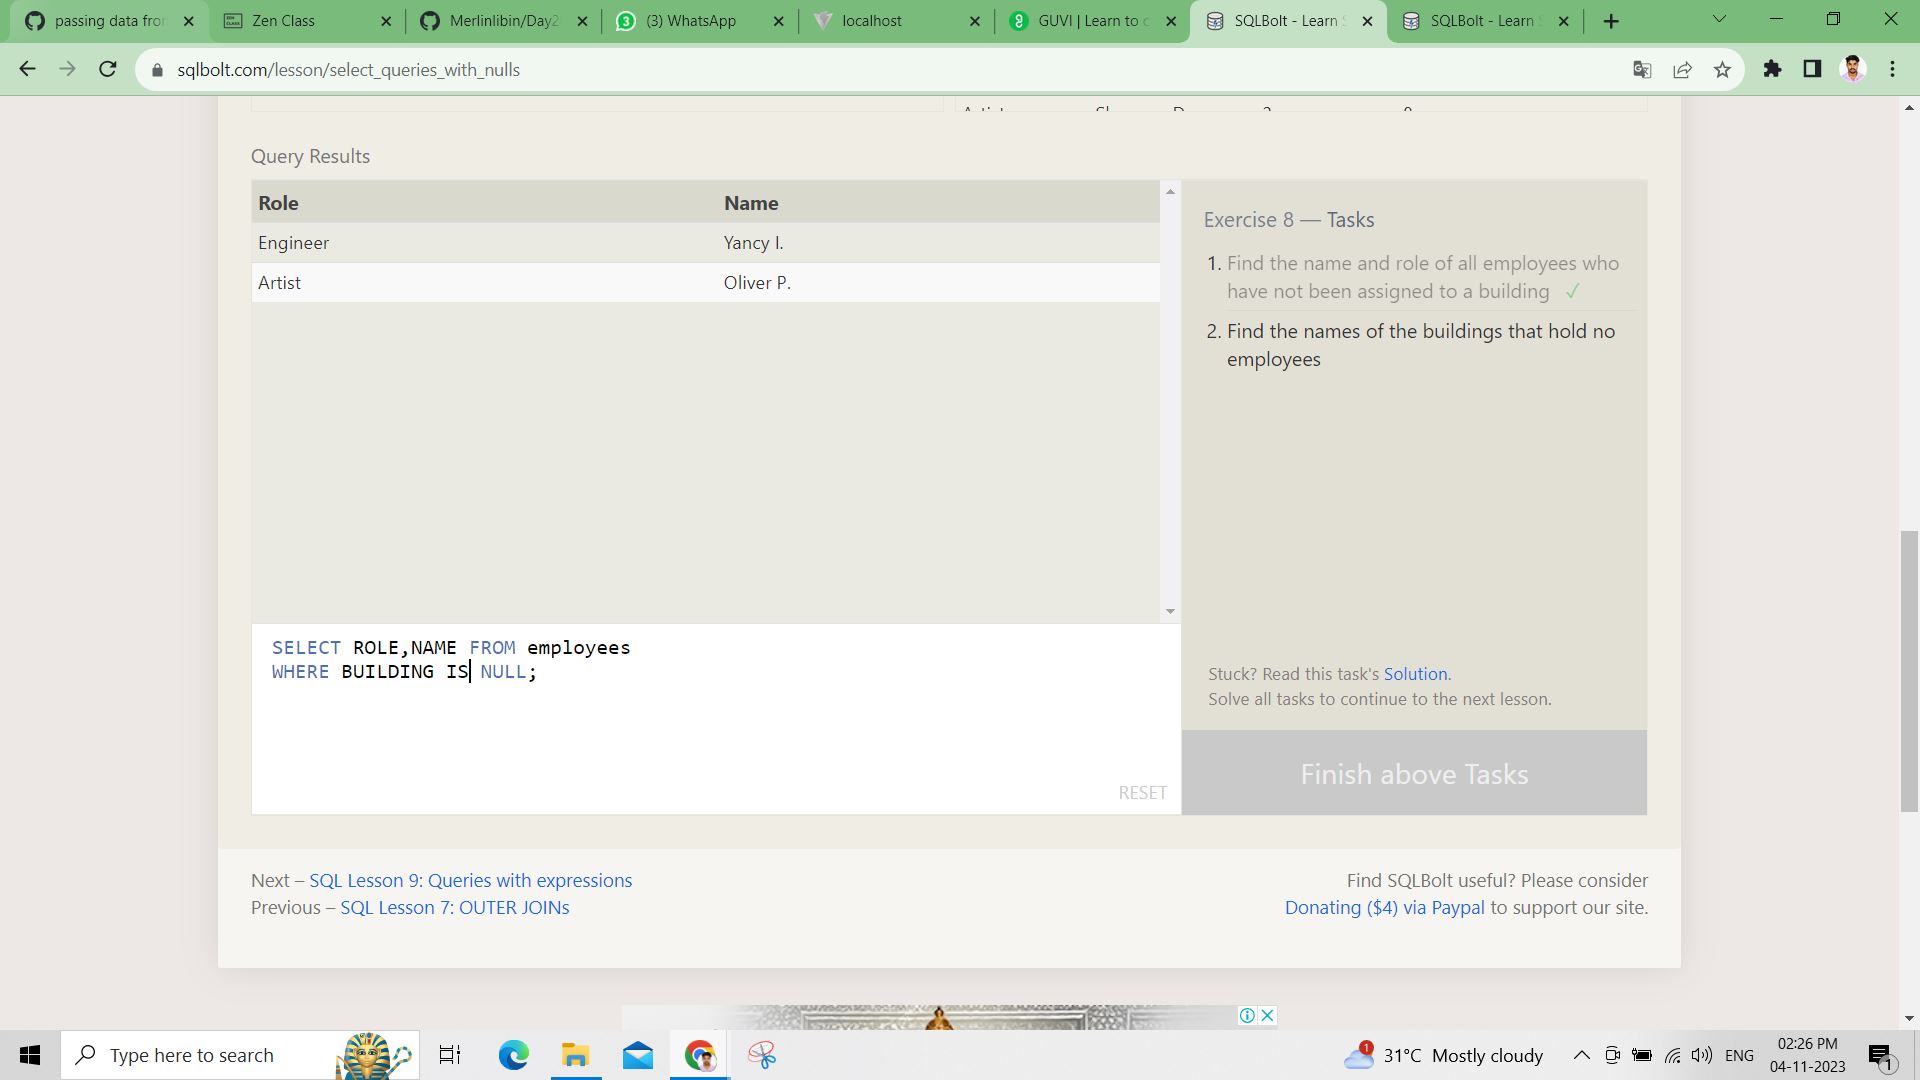 passing data from
Zen Class
Merlinlibin/Day2
(3) WhatsApp
localhost
GUVI | Learn to c
SQLBolt - Learn S
SQLBolt - Learn S
sqlbolt.com/lesson/select_queries_with_nulls
Query Results
Role Name
Engineer Yancy I.
Artist Oliver P.
Exercise 8 — Tasks
1. Find the name and role of all employees who
have not been assigned to a building ✓
2. Find the names of the buildings that hold no
employees
SELECT ROLE,NAME FROM employees
WHERE BUILDING IS NULL;
RESET
Stuck? Read this task's Solution.
Solve all tasks to continue to the next lesson.
Finish above Tasks
Next – SQL Lesson 9: Queries with expressions
Previous – SQL Lesson 7: OUTER JOINs
Find SQLBolt useful? Please consider
Donating ($4) via Paypal to support our site.
Type here to search
1
31°C Mostly cloudy
ENG
02:26 PM
04-11-2023
1